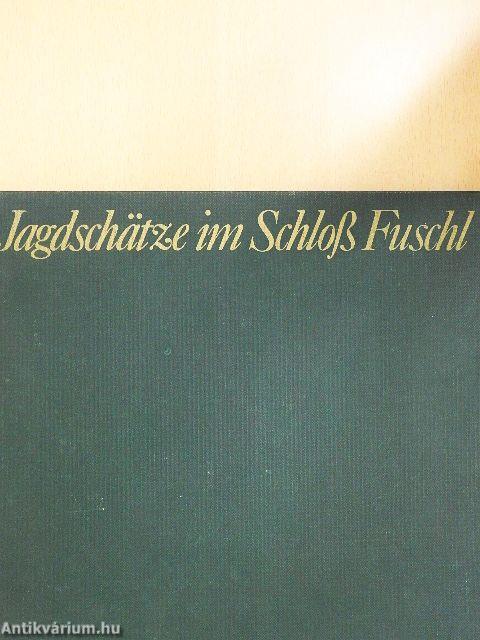 Jagdschätze im Schloß Fuschl
Antikvárium.hu